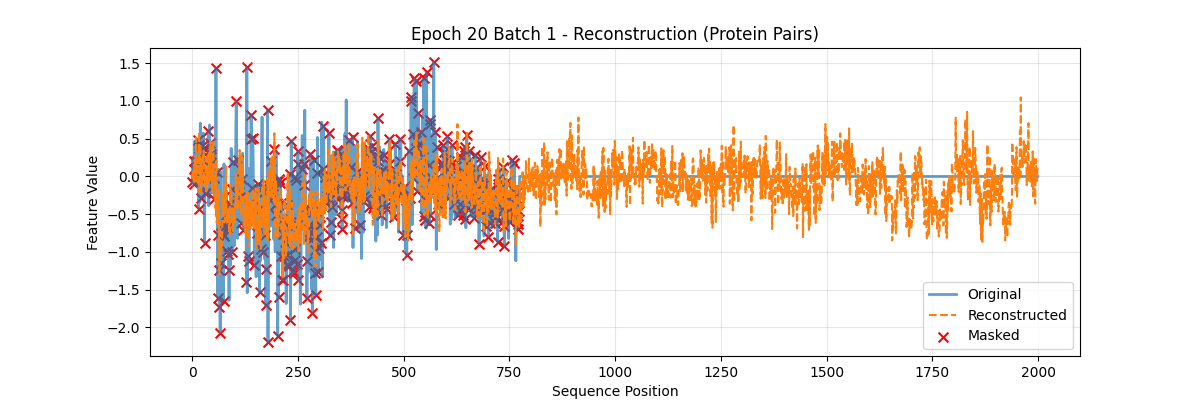 Epoch 20 Batch 1 - Reconstruction (Protein Pairs)
1.5
1.0
0.5
0.0
−0.5
−1.0
−1.5
−2.0
Feature Value
0
250
500
750
1000
1250
1500
1750
2000
Sequence Position
Original
Reconstructed
Masked